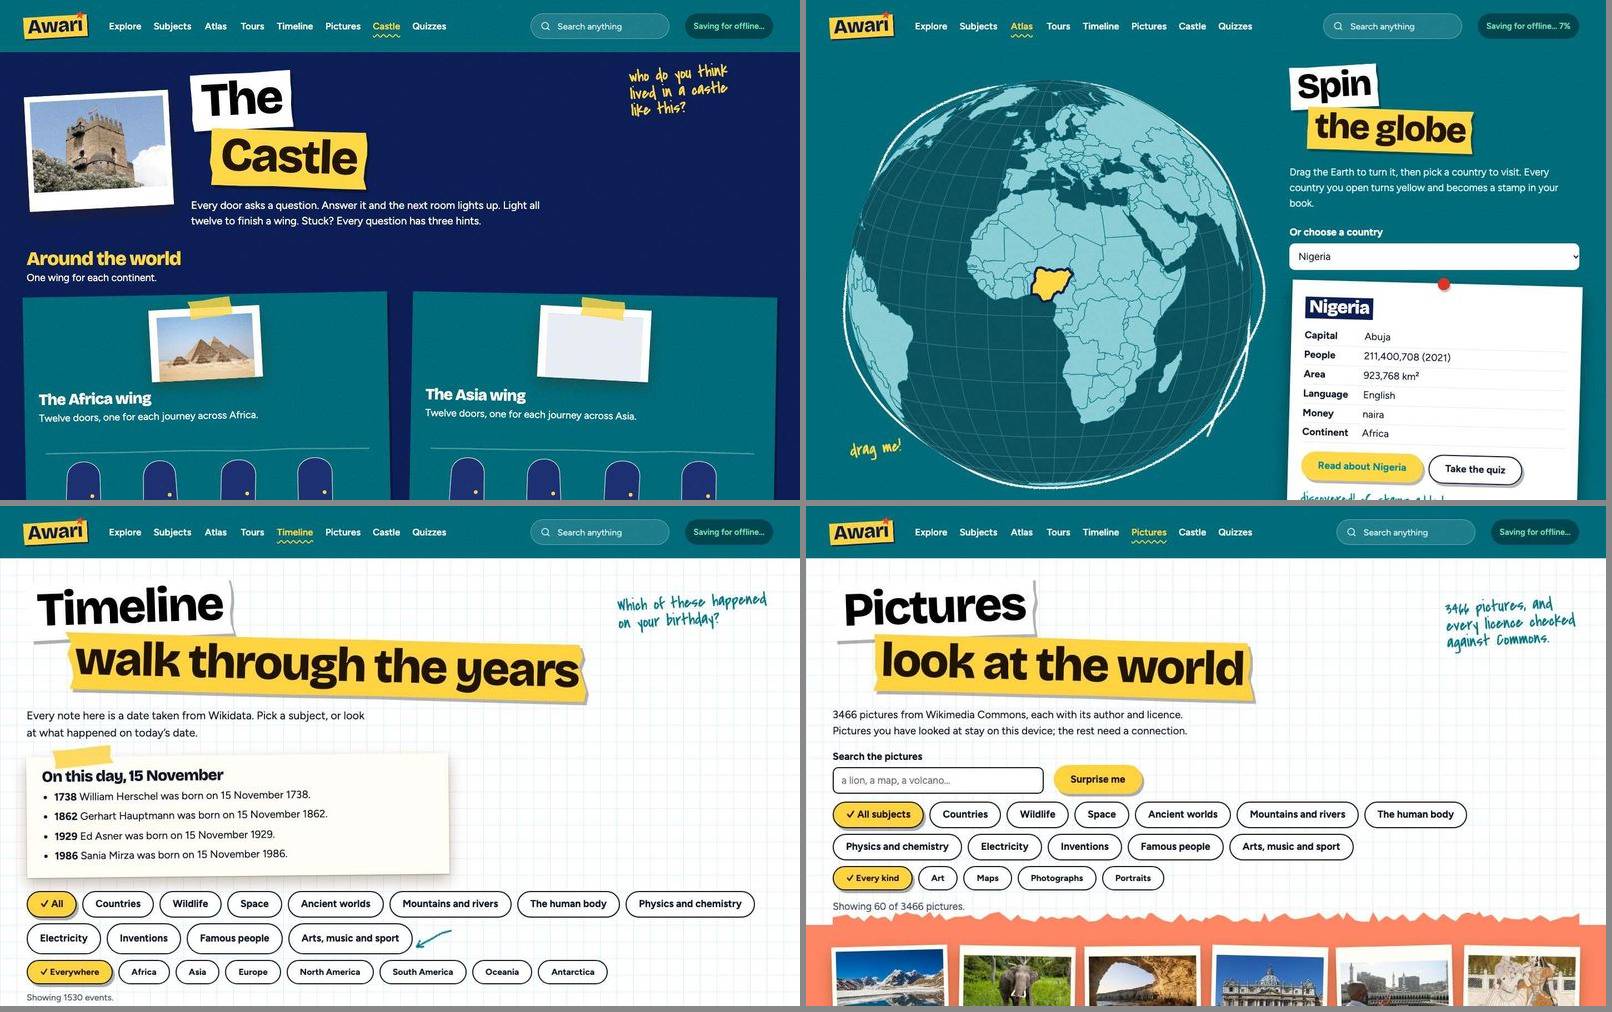 Awari
Explore Subjects Atlas Tours Timeline Pictures Castle Quizzes
Search anything
Saving for offline...
The
Castle
who do you think
lived in a castle
like this?
Every door asks a question. Answer it and the next room lights up. Light all
twelve to finish a wing. Stuck? Every question has three hints.
Around the world
One wing for each continent.
The Africa wing
Twelve doors, one for each journey across Africa.
The Asia wing
Twelve doors, one for each journey across Asia.
Awari
Explore Subjects Atlas Tours Timeline Pictures Castle Quizzes
Search anything
Saving for offline... 7%
Spin
the globe
Drag the Earth to turn it, then pick a country to visit. Every
country you open turns yellow and becomes a stamp in your
book.
Or choose a country
Nigeria
Nigeria
Capital Abuja
People 211,400,708 (2021)
Area 923,768 km²
Language English
Money naira
Continent Africa
Read about Nigeria
Take the quiz
drag me!
Awari
Explore Subjects Atlas Tours Timeline Pictures Castle Quizzes
Search anything
Saving for offline...
Timeline
walk through the years
Which of these happened
on your birthday?
Every note here is a date taken from Wikidata. Pick a subject, or look
at what happened on today's date.
On this day, 15 November
1738 William Herschel was born on 15 November 1738.
1862 Gerhart Hauptmann was born on 15 November 1862.
1929 Ed Asner was born on 15 November 1929.
1986 Sania Mirza was born on 15 November 1986.
All Countries Wildlife Space Ancient worlds Mountains and rivers The human body Physics and chemistry
Electricity Inventions Famous people Arts, music and sport
Everywhere Africa Asia Europe North America South America Oceania Antarctica
Showing 1530 events.
Awari
Explore Subjects Atlas Tours Timeline Pictures Castle Quizzes
Search anything
Saving for offline...
Pictures
look at the world
3466 pictures, and
every licence checked
against Commons.
3466 pictures from Wikimedia Commons, each with its author and licence.
Pictures you have looked at stay on this device; the rest need a connection.
Search the pictures
a lion, a map, a volcano...
Surprise me
All subjects Countries Wildlife Space Ancient worlds Mountains and rivers The human body
Physics and chemistry Electricity Inventions Famous people Arts, music and sport
Every kind Art Maps Photographs Portraits
Showing 60 of 3466 pictures.